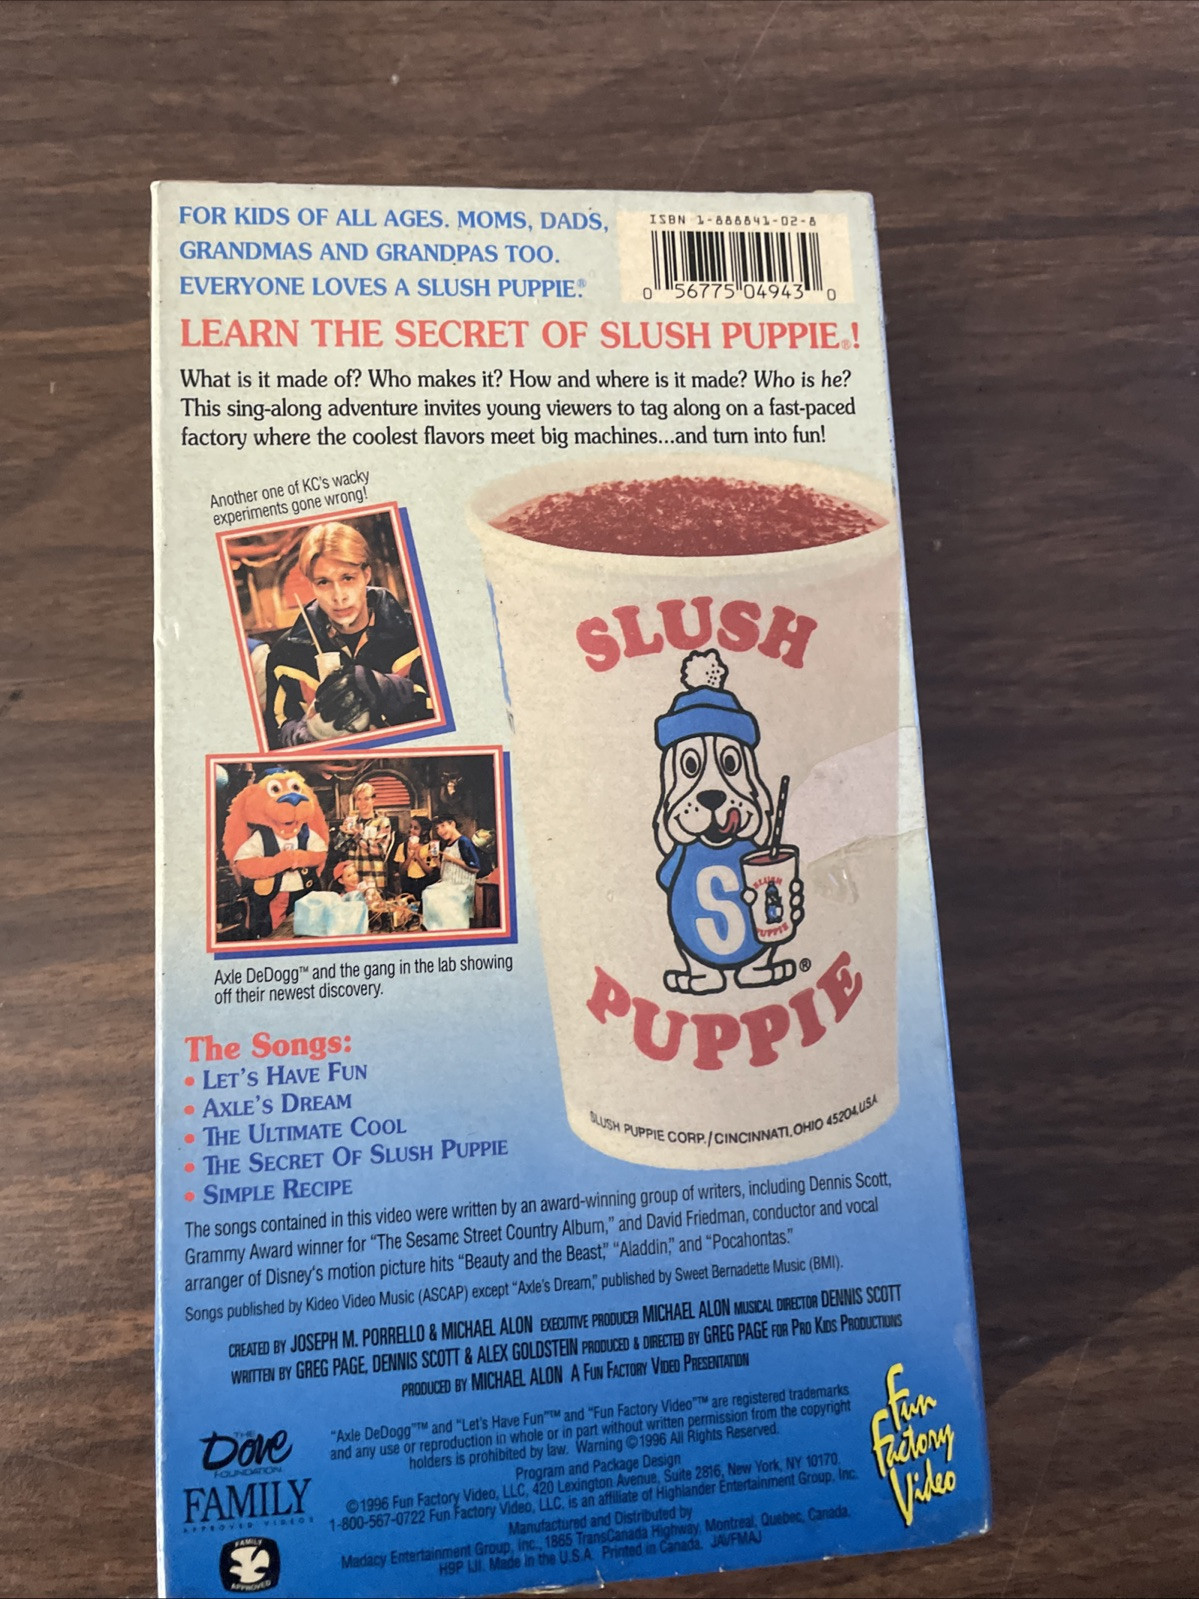 FOR KIDS OF ALL AGES. MOMS, DADS,
GRANDMAS AND GRANDPAS TOO.
EVERYONE LOVES A SLUSH PUPPIE.®
ISBN 1-888841-02-8
0 56775 04943 0
LEARN THE SECRET OF SLUSH PUPPIE®!
What is it made of? Who makes it? How and where is it made? Who is he?
This sing-along adventure invites young viewers to tag along on a fast-paced
factory where the coolest flavors meet big machines...and turn into fun!
Another one of KC's wacky
experiments gone wrong!
SLUSH
S
SLUSH
PUPPIE
®
PUPPIE
SLUSH PUPPIE CORP./CINCINNATI, OHIO 45204, USA
Axle DeDogg™ and the gang in the lab showing
off their newest discovery.
The Songs:
• LET'S HAVE FUN
• AXLE'S DREAM
• THE ULTIMATE COOL
• THE SECRET OF SLUSH PUPPIE
• SIMPLE RECIPE
The songs contained in this video were written by an award-winning group of writers, including Dennis Scott,
Grammy Award winner for "The Sesame Street Country Album," and David Friedman, conductor and vocal
arranger of Disney's motion picture hits "Beauty and the Beast," "Aladdin," and "Pocahontas."
Songs published by Kideo Video Music (ASCAP) except "Axle's Dream," published by Sweet Bernadette Music (BMI).
CREATED BY JOSEPH M. PORRELLO & MICHAEL ALON EXECUTIVE PRODUCER MICHAEL ALON MUSICAL DIRECTOR DENNIS SCOTT
WRITTEN BY GREG PAGE, DENNIS SCOTT & ALEX GOLDSTEIN PRODUCED & DIRECTED BY GREG PAGE FOR PRO KIDS PRODUCTIONS
PRODUCED BY MICHAEL ALON A FUN FACTORY VIDEO PRESENTATION
"Axle DeDogg"™ and "Let's Have Fun"™ and "Fun Factory Video"™ are registered trademarks
and any use or reproduction in whole or in part without written permission from the copyright
holders is prohibited by law. Warning ©1996 All Rights Reserved.
Program and Package Design
©1996 Fun Factory Video, LLC, 420 Lexington Avenue, Suite 2816, New York, NY 10170.
1-800-567-0722 Fun Factory Video, LLC. is an affiliate of Highlander Entertainment Group, Inc.
Manufactured and Distributed by
Madacy Entertainment Group, Inc., 1865 TransCanada Highway, Montreal, Quebec, Canada.
H9P IJI. Made in the U.S.A. Printed in Canada. JAVFMAJ
THE
Dove
FOUNDATION
FAMILY
APPROVED VIDEOS
FAMILY
APPROVED
Fun
Factory
Video